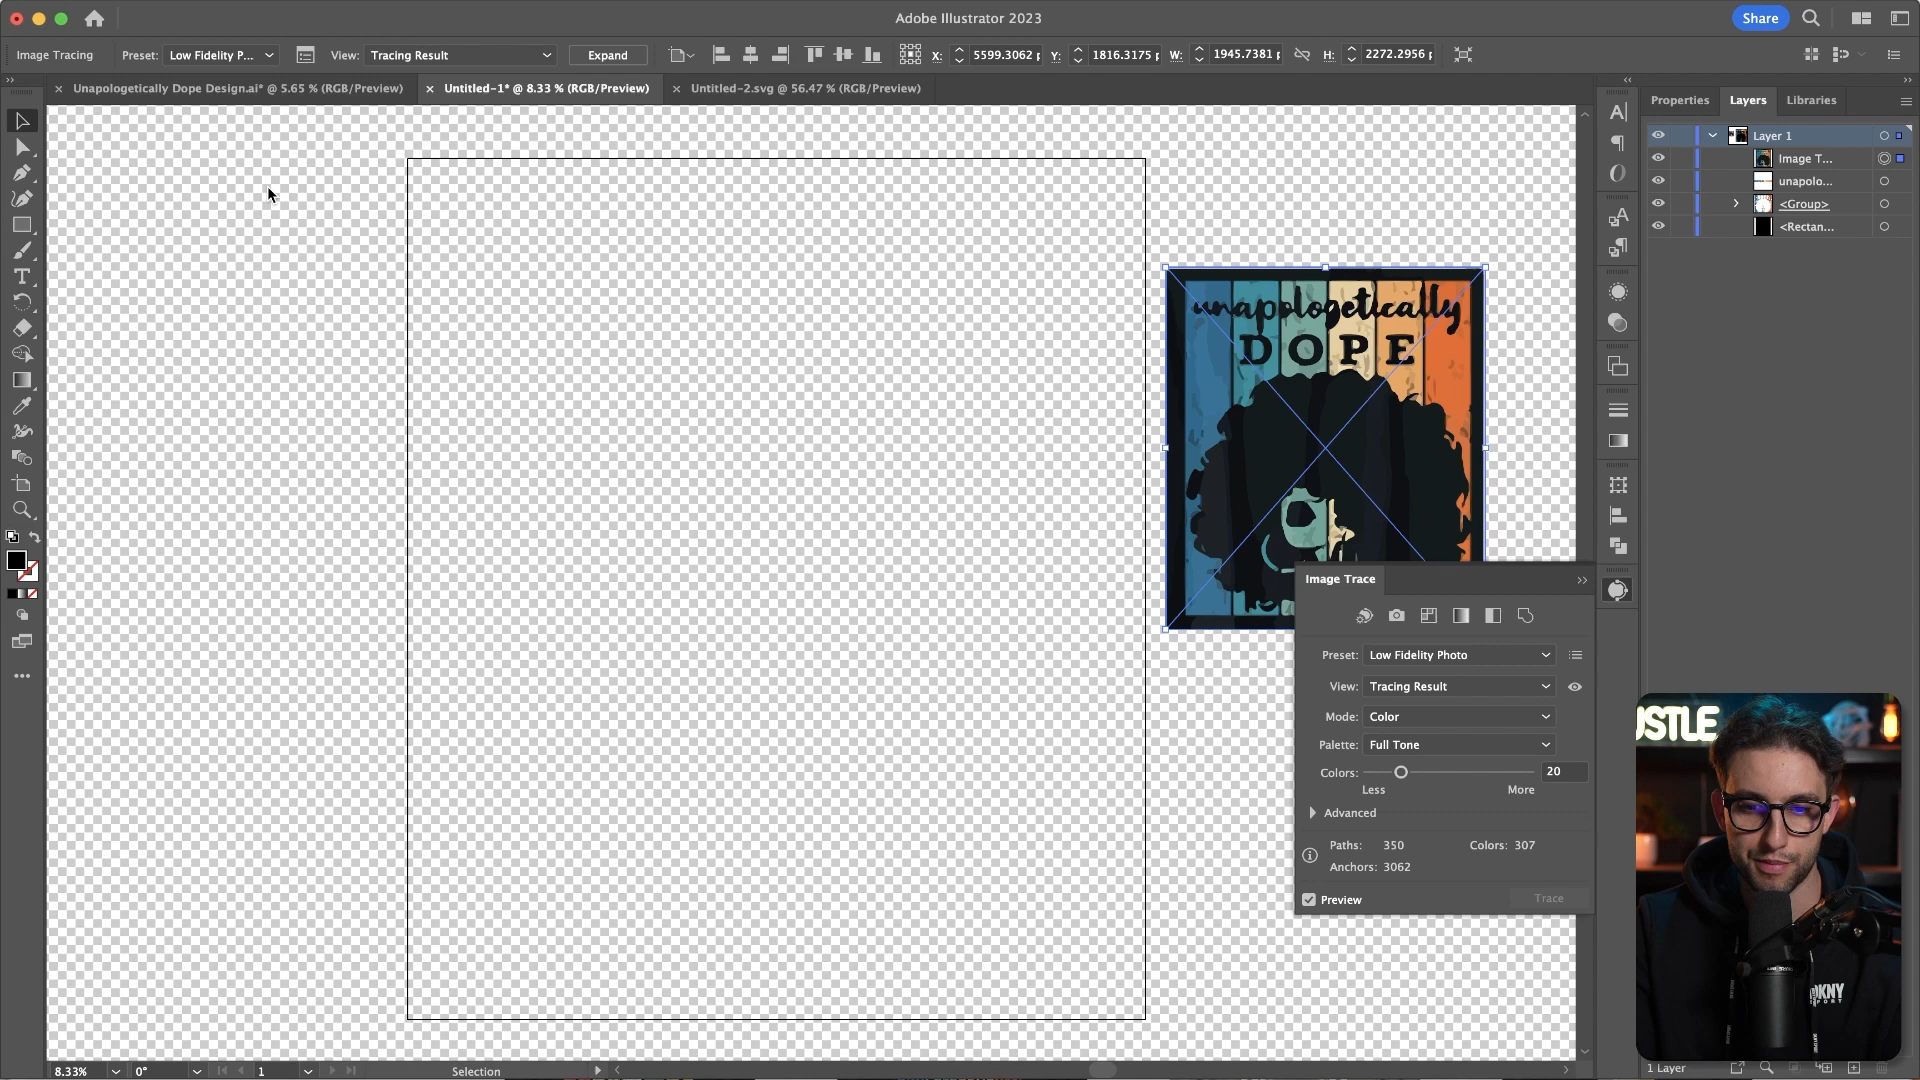 Adobe Illustrator 2023
Share
Image Tracing
Preset: Low Fidelity P...
View: Tracing Result
Expand
X: 5599.3062 p
Y: 1816.3175 p
W: 1945.7381 p
H: 2272.2956 p
Unapologetically Dope Design.ai* @ 5.65 % (RGB/Preview)
Untitled-1* @ 8.33 % (RGB/Preview)
Untitled-2.svg @ 56.47 % (RGB/Preview)
Properties
Layers
Libraries
Layer 1
Image T...
unapolo...
<Group>
<Rectan...
unapologetically
DOPE
Image Trace
Preset: Low Fidelity Photo
View: Tracing Result
Mode: Color
Palette: Full Tone
Colors: 20
Less More
Advanced
Paths: 350 Colors: 307
Anchors: 3062
Preview
Trace
USTLE
DKNY
SPORT
8.33%
0°
1
Selection
1 Layer